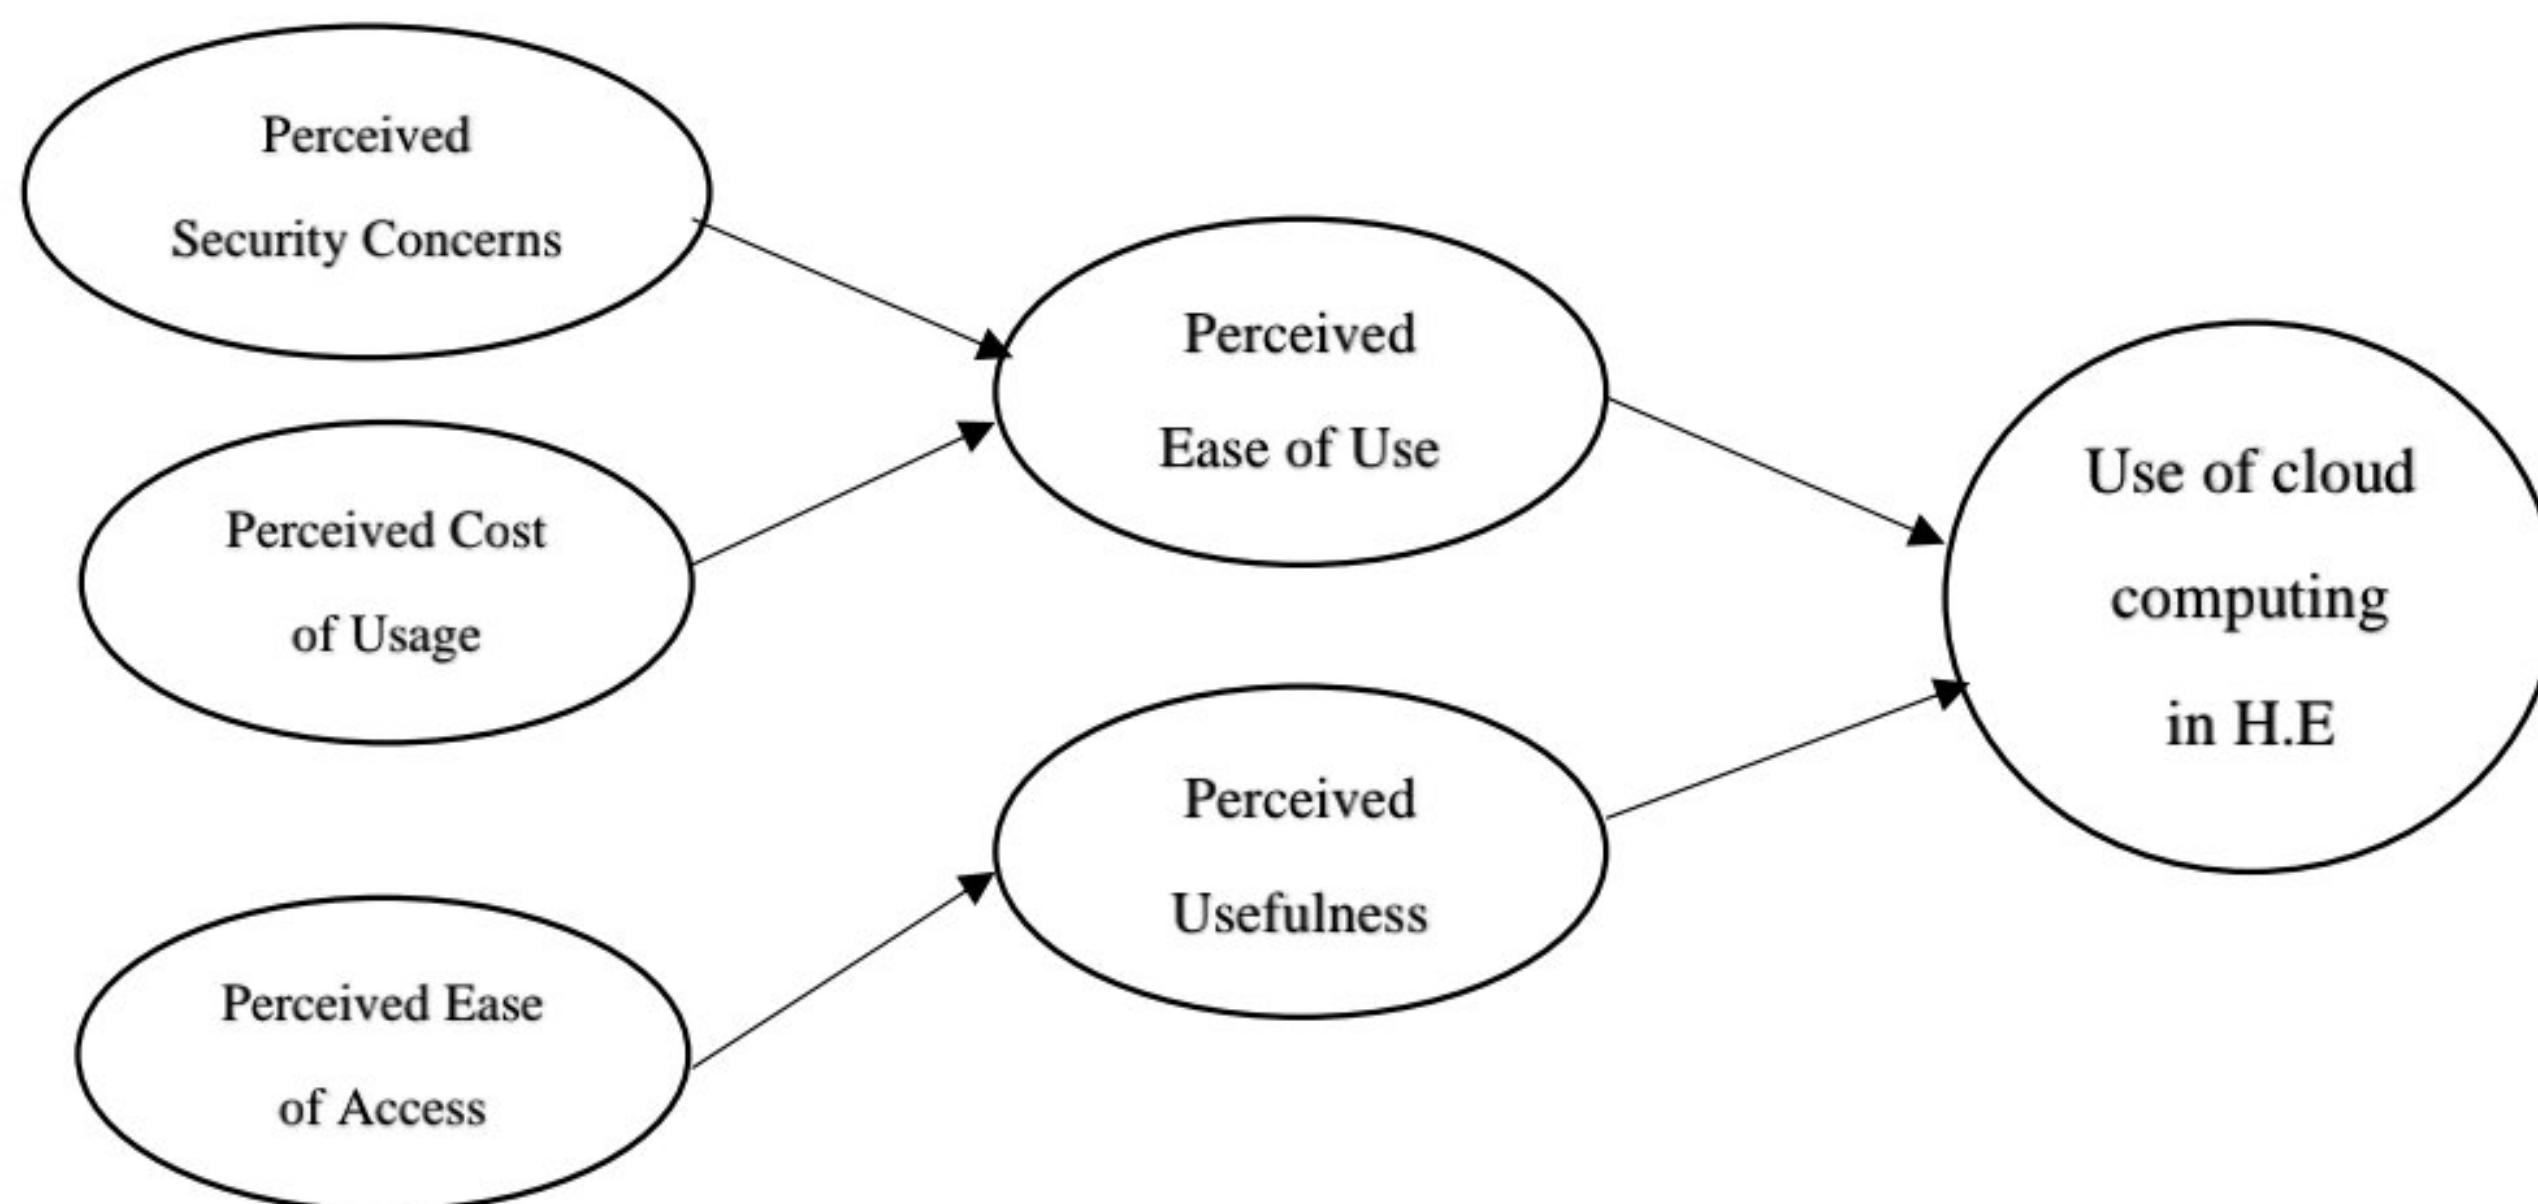 Perceived
Security Concerns
Perceived Cost
of Usage
Perceived Ease
of Access
Perceived
Ease of Use
Perceived
Usefulness
Use of cloud
computing
in H.E